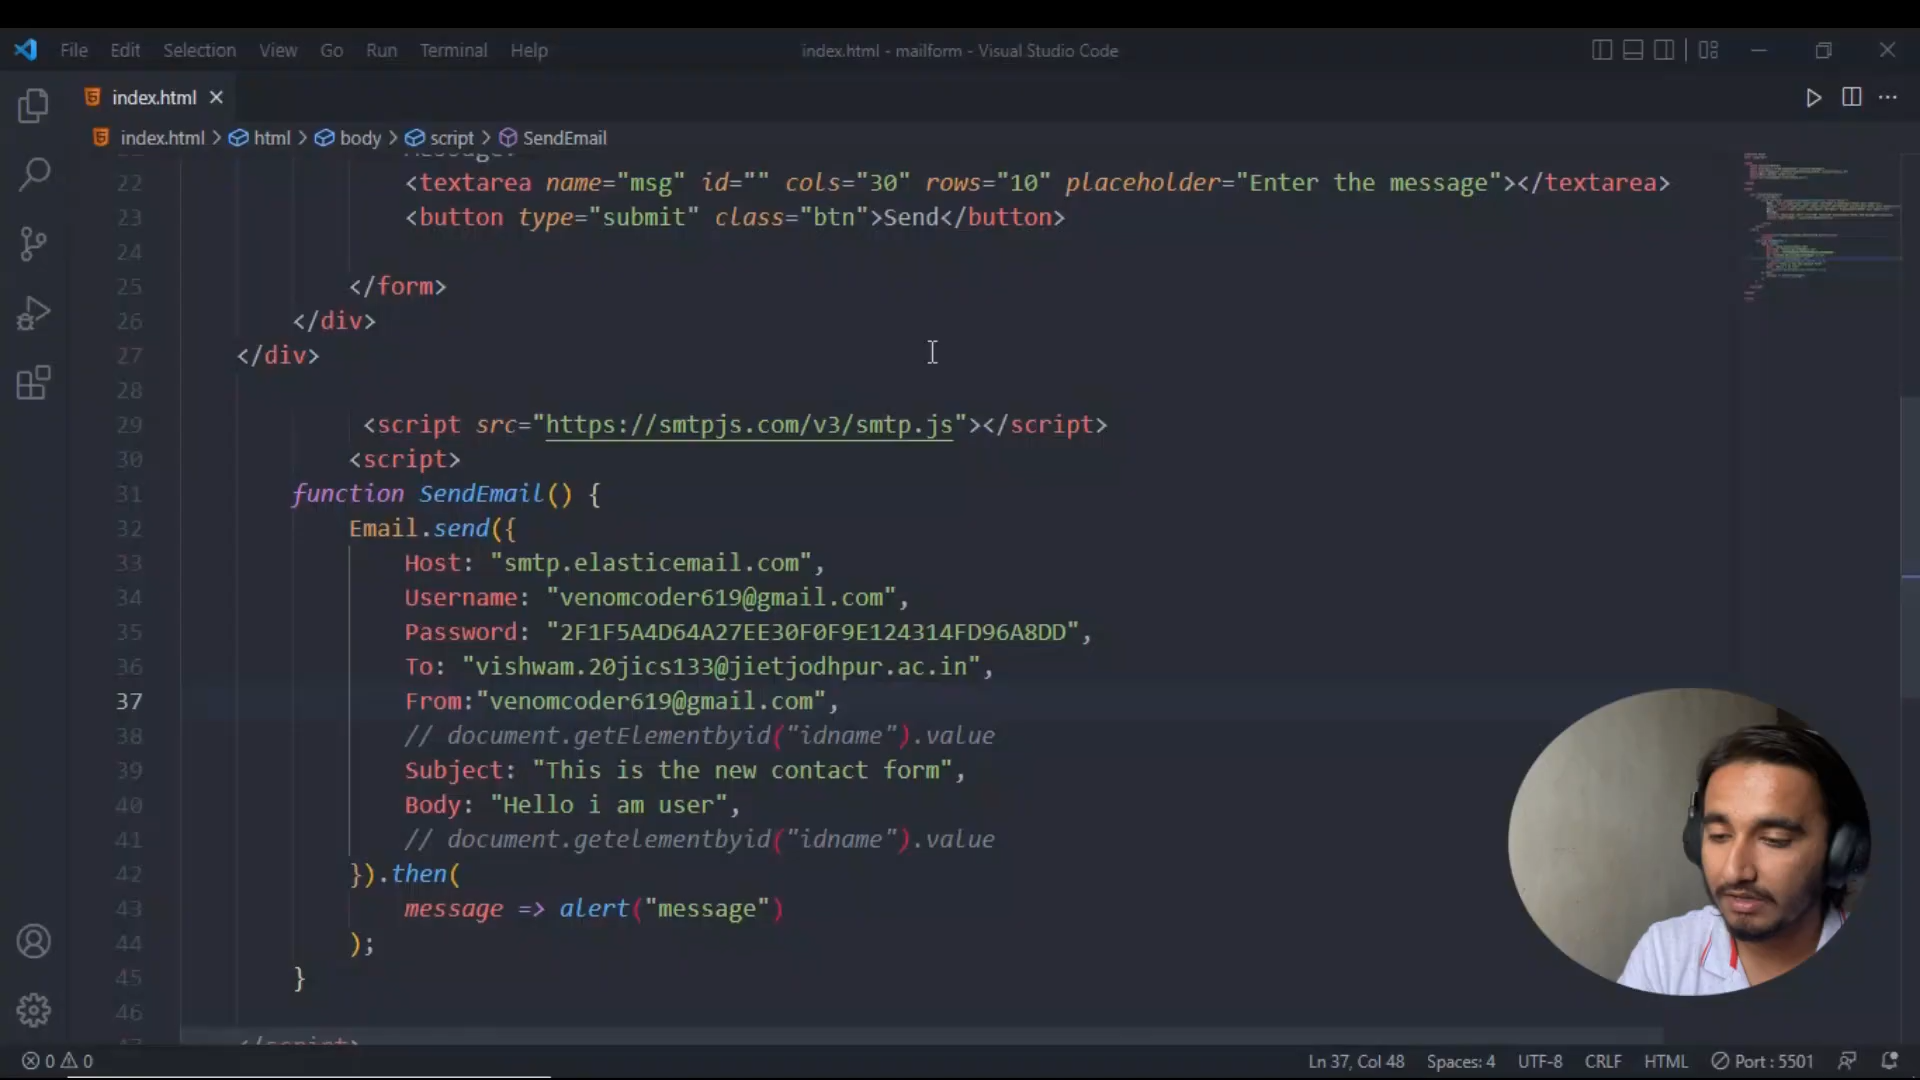 File Edit Selection View Go Run Terminal Help index.html - mailform - Visual Studio Code
index.html
index.html > html > body > script > SendEmail
22 <textarea name="msg" id="" cols="30" rows="10" placeholder="Enter the message"></textarea>
23 <button type="submit" class="btn">Send</button>
24
25 </form>
26 </div>
27 </div>
28
29 <script src="https://smtpjs.com/v3/smtp.js"></script>
30 <script>
31 function SendEmail() {
32 Email.send({
33 Host: "smtp.elasticemail.com",
34 Username: "venomcoder619@gmail.com",
35 Password: "2F1F5A4D64A27EE30F0F9E124314FD96A8DD",
36 To: "vishwam.20jics133@jietjodhpur.ac.in",
37 From:"venomcoder619@gmail.com",
38 // document.getElementbyid("idname").value
39 Subject: "This is the new contact form",
40 Body: "Hello i am user",
41 // document.getelementbyid("idname").value
42 }).then(
43 message => alert("message")
44 );
45 }
46
0 0 Ln 37, Col 48 Spaces: 4 UTF-8 CRLF HTML Port : 5501